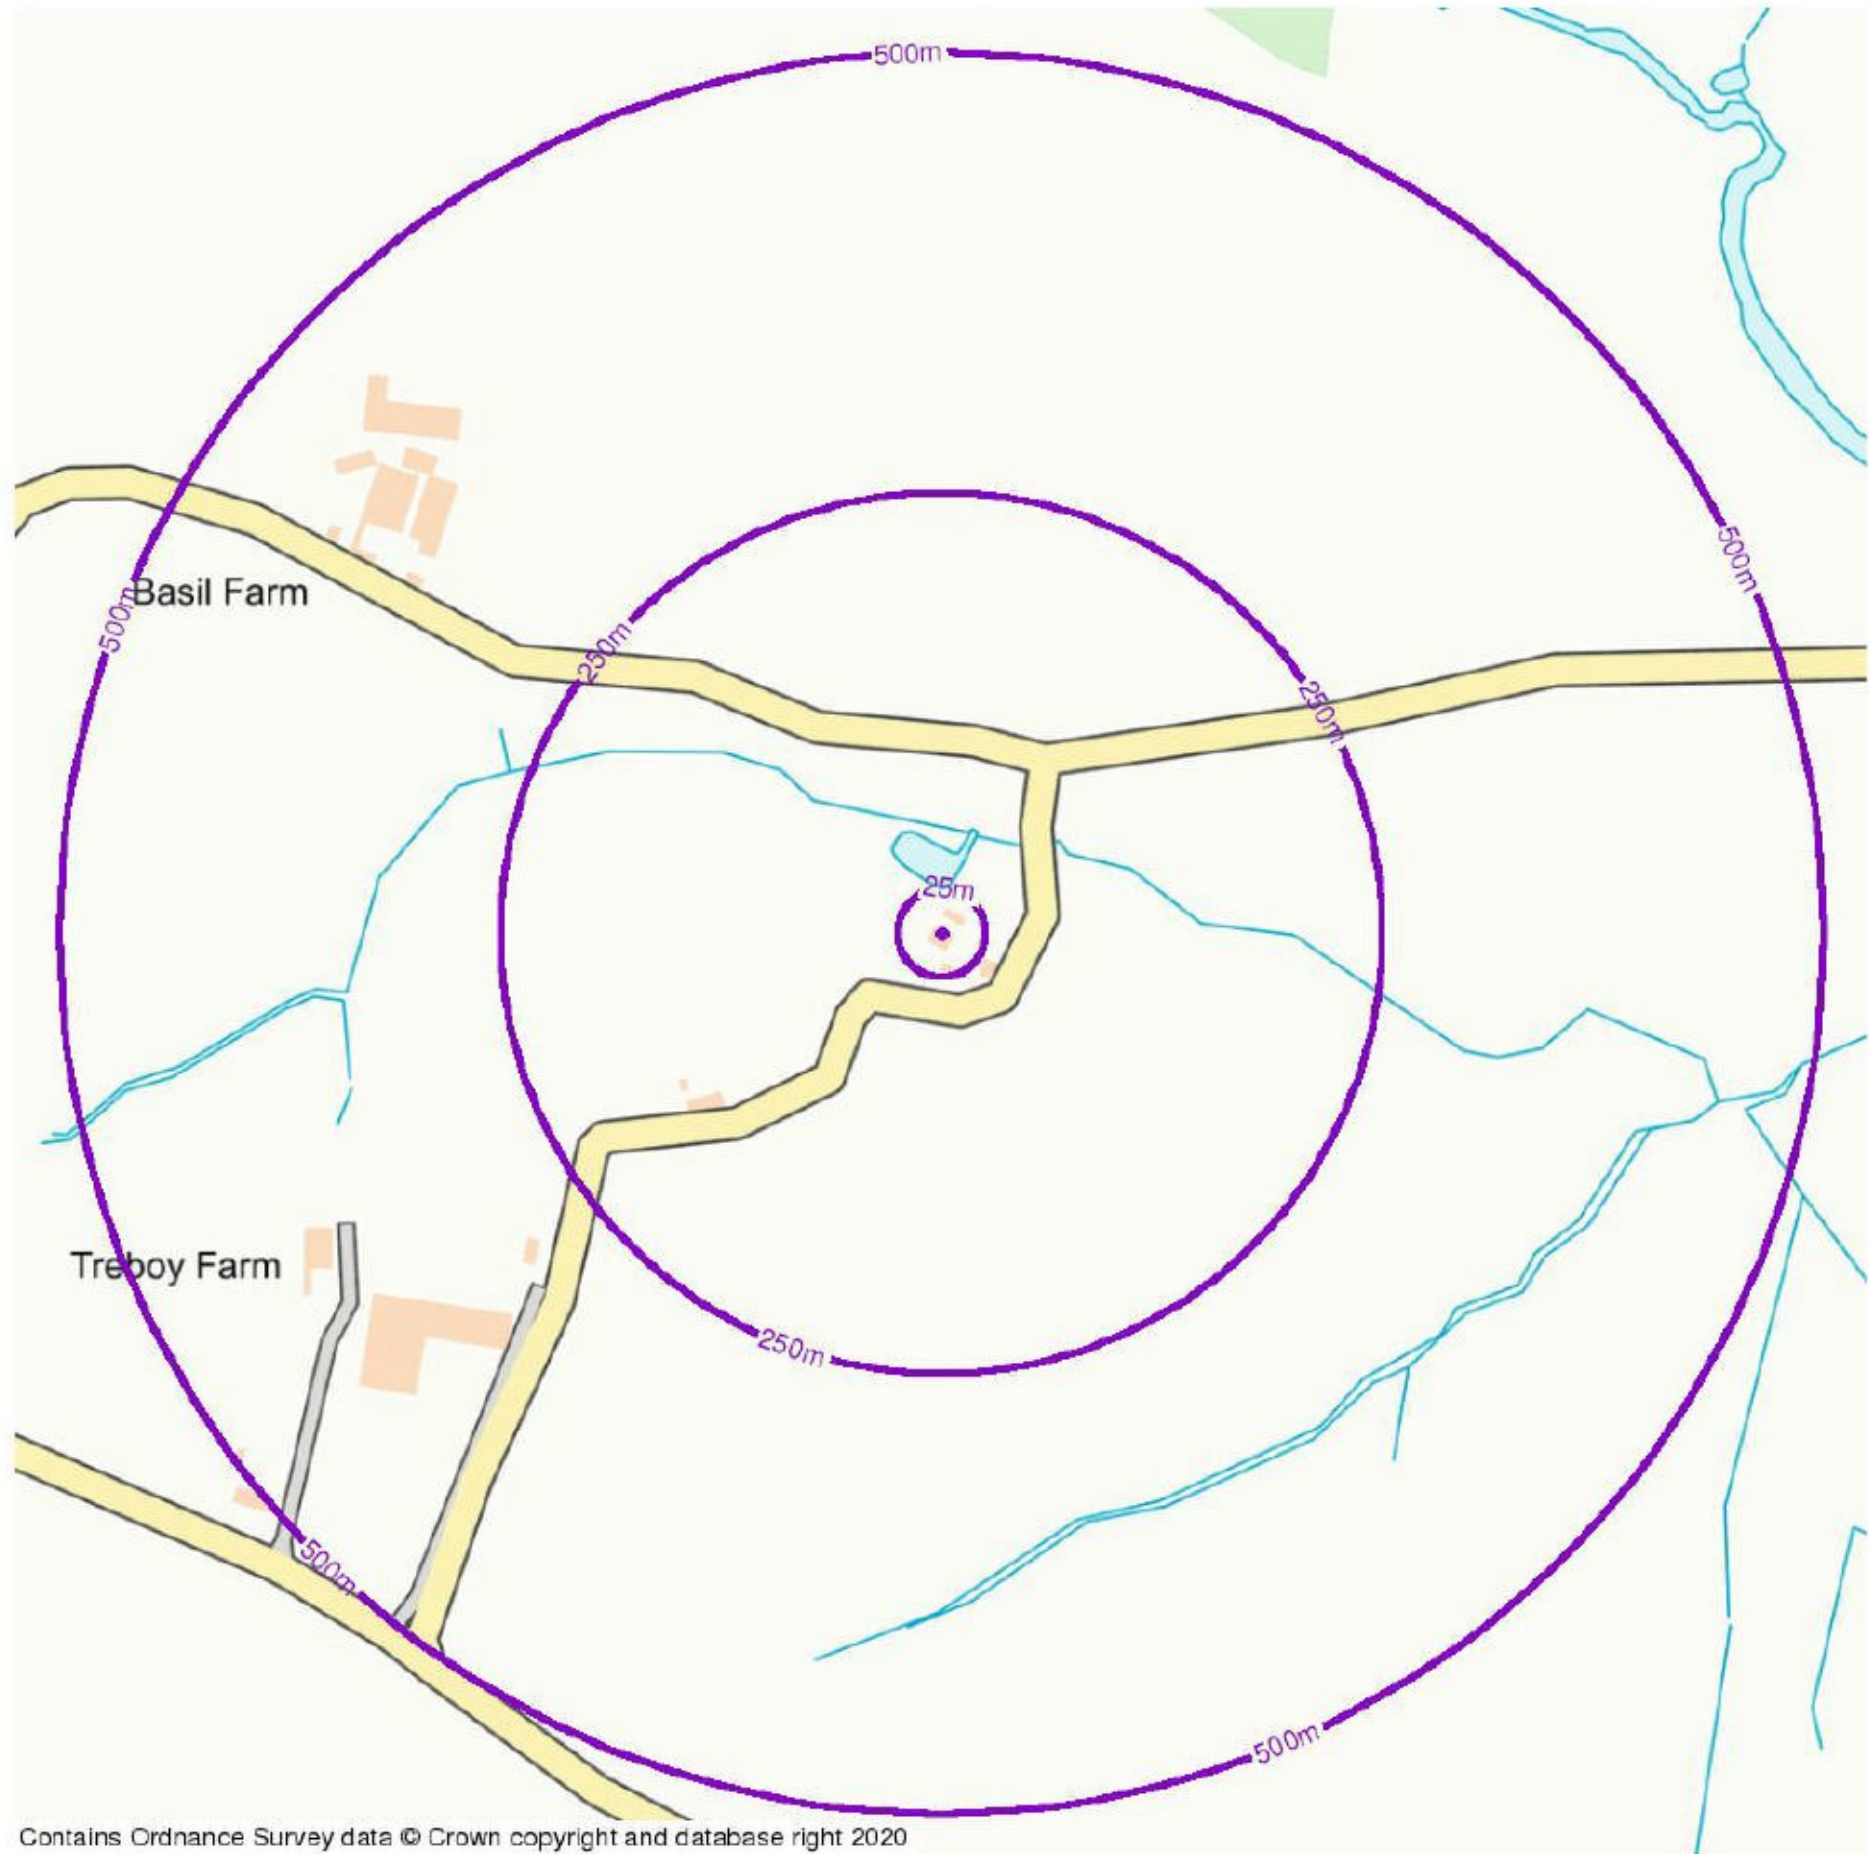 500m
500m
Basil Farm
500m
250m
250m
25m
Treboy Farm
250m
500m
500m
Contains Ordnance Survey data © Crown copyright and database right 2020